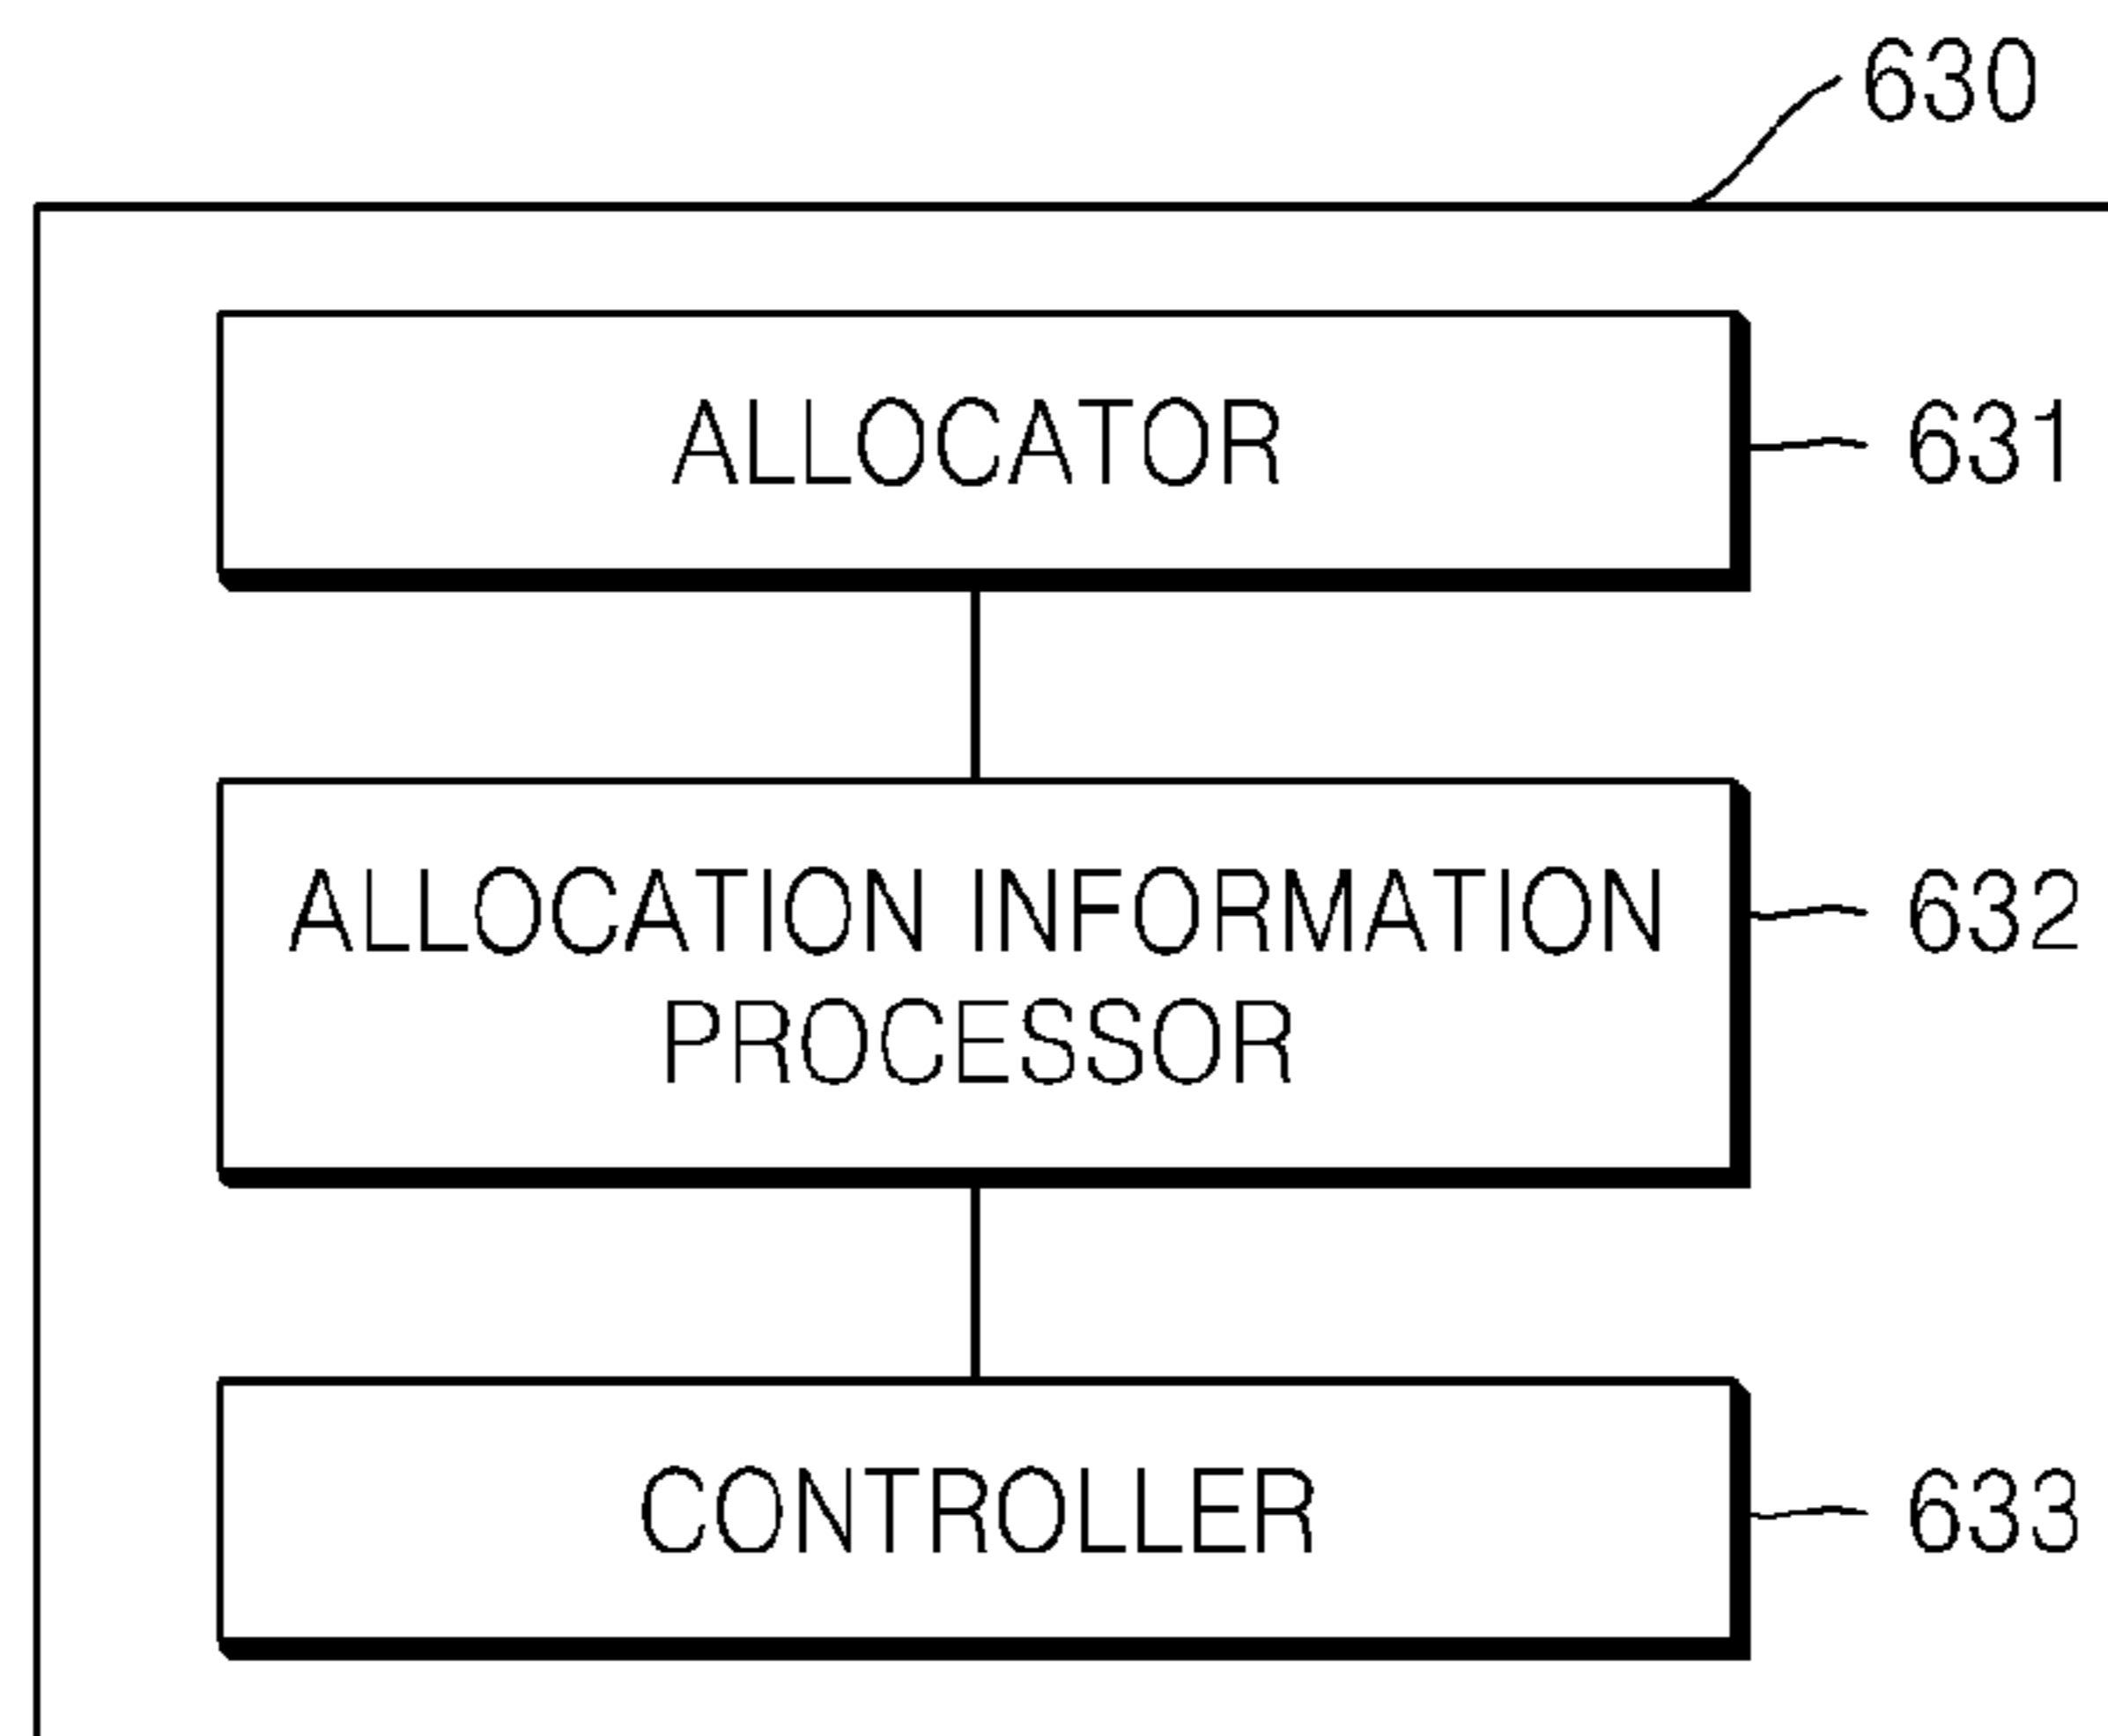 630
ALLOCATOR
631
ALLOCATION INFORMATION
PROCESSOR
632
CONTROLLER
633